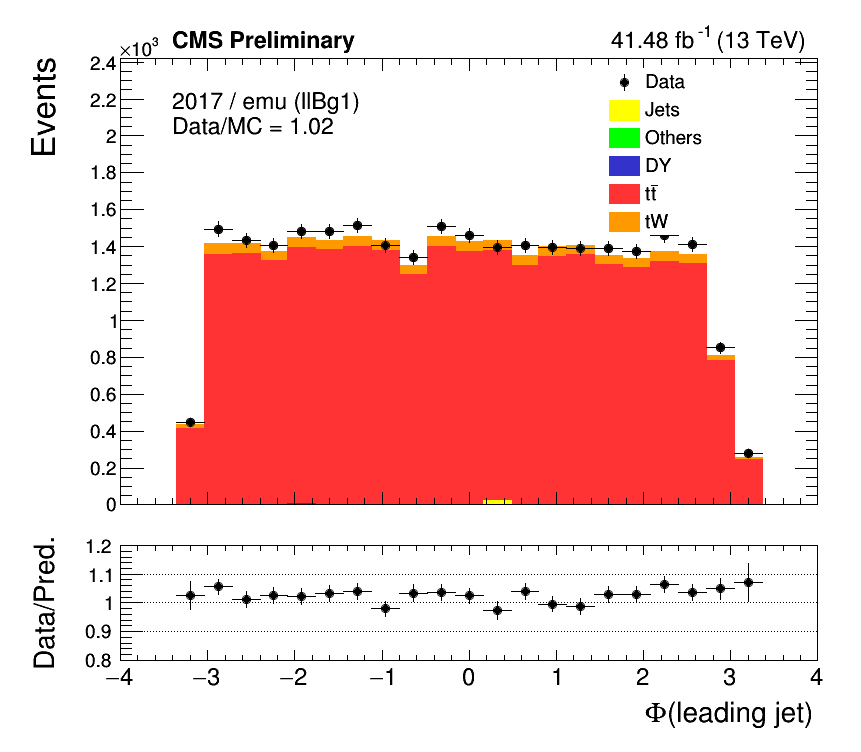 CMS Preliminary
41.48 fb⁻¹ (13 TeV)
×10³
Events
2.4
2.2
2
1.8
1.6
1.4
1.2
1
0.8
0.6
0.4
0.2
0
2017 / emu (llBg1)
Data/MC = 1.02
Data
Jets
Others
DY
tt̄
tW
Data/Pred.
1.2
1.1
1
0.9
0.8
−4 −3 −2 −1 0 1 2 3 4
Φ(leading jet)